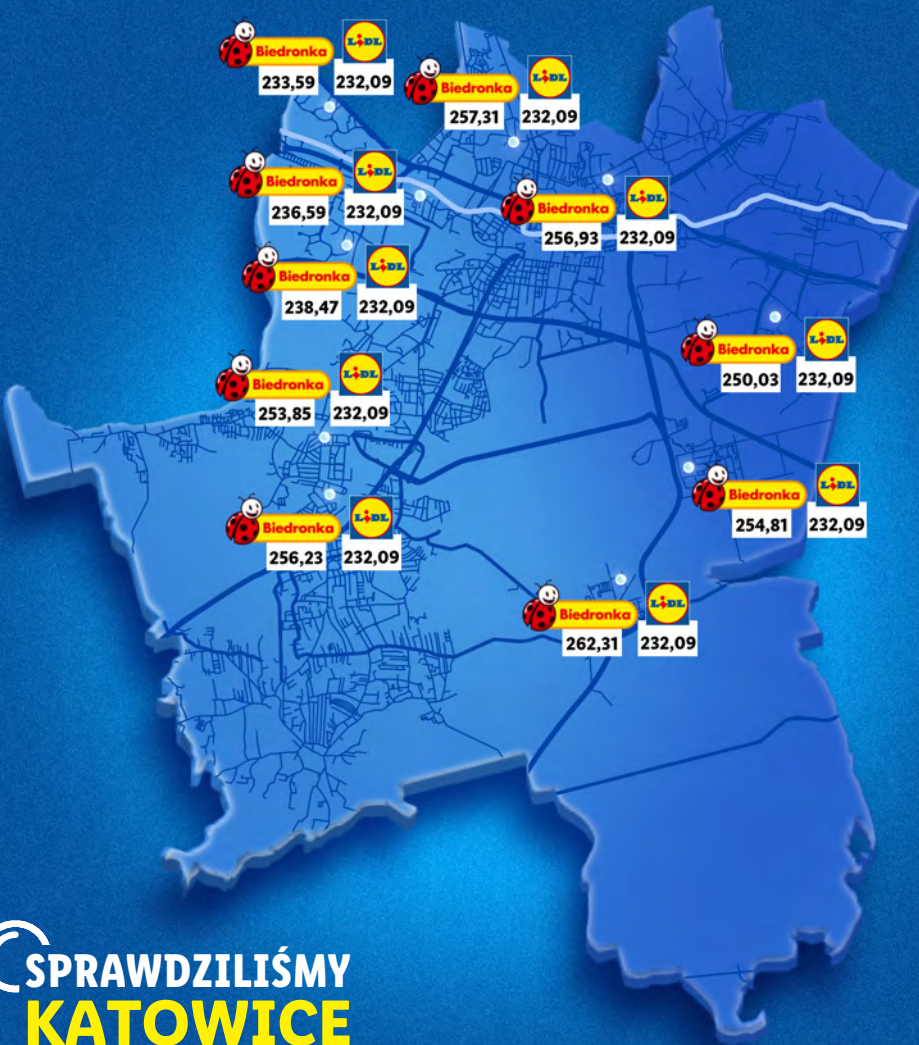 Biedronka LiDL
233,59 232,09
Biedronka LiDL
257,31 232,09
Biedronka LiDL
236,59 232,09
Biedronka LiDL
256,93 232,09
Biedronka LiDL
238,47 232,09
Biedronka LiDL
250,03 232,09
Biedronka LiDL
253,85 232,09
Biedronka LiDL
254,81 232,09
Biedronka LiDL
256,23 232,09
Biedronka LiDL
262,31 232,09
SPRAWDZILIŚMY
KATOWICE